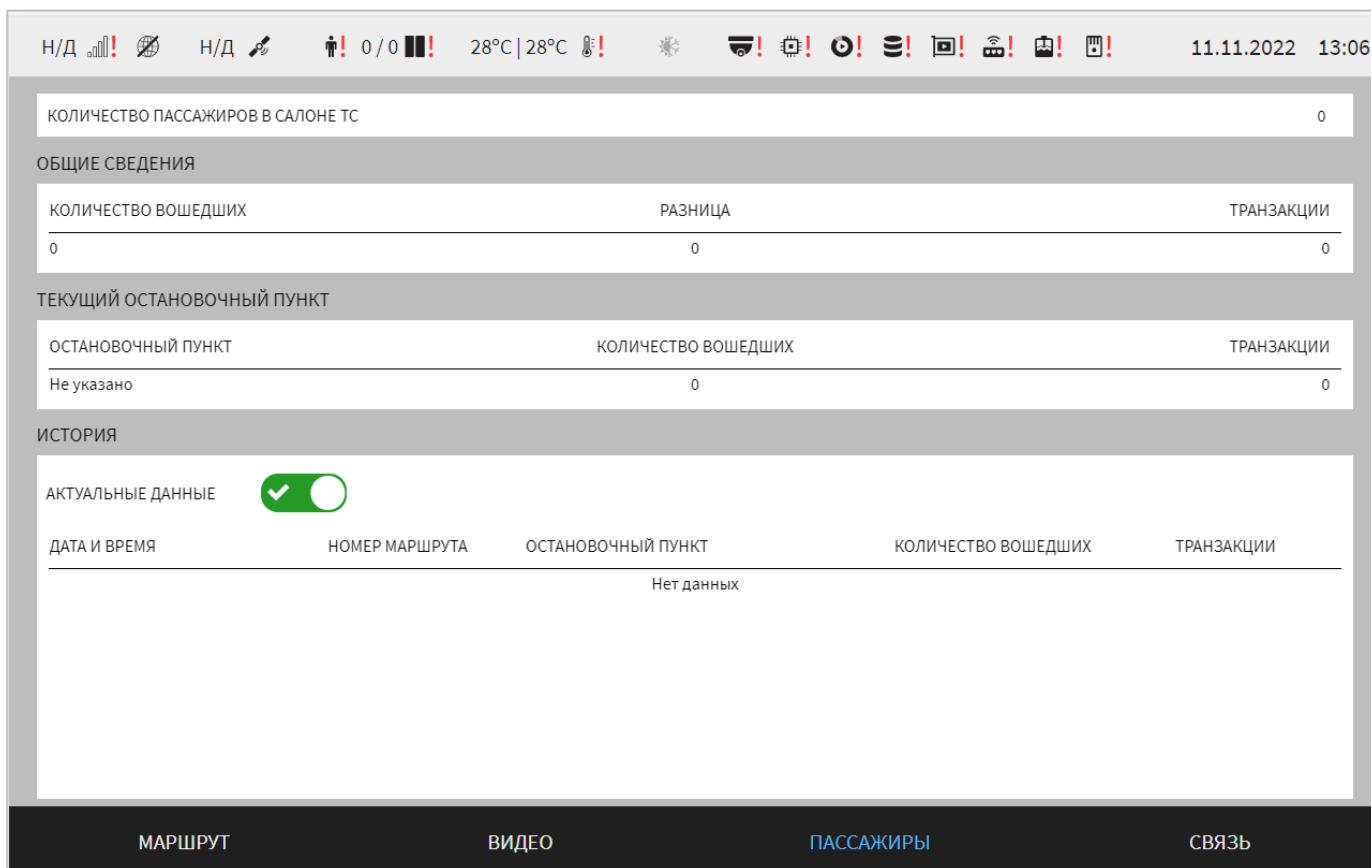 Н/Д ! Н/Д ! 0 / 0 ! 28°C | 28°C ! ! ! ! ! ! ! ! ! 11.11.2022 13:06
КОЛИЧЕСТВО ПАССАЖИРОВ В САЛОНЕ ТС 0
ОБЩИЕ СВЕДЕНИЯ
КОЛИЧЕСТВО ВОШЕДШИХ РАЗНИЦА ТРАНЗАКЦИИ
0 0 0
ТЕКУЩИЙ ОСТАНОВОЧНЫЙ ПУНКТ
ОСТАНОВОЧНЫЙ ПУНКТ КОЛИЧЕСТВО ВОШЕДШИХ ТРАНЗАКЦИИ
Не указано 0 0
ИСТОРИЯ
АКТУАЛЬНЫЕ ДАННЫЕ
ДАТА И ВРЕМЯ НОМЕР МАРШРУТА ОСТАНОВОЧНЫЙ ПУНКТ КОЛИЧЕСТВО ВОШЕДШИХ ТРАНЗАКЦИИ
Нет данных
МАРШРУТ ВИДЕО ПАССАЖИРЫ СВЯЗЬ